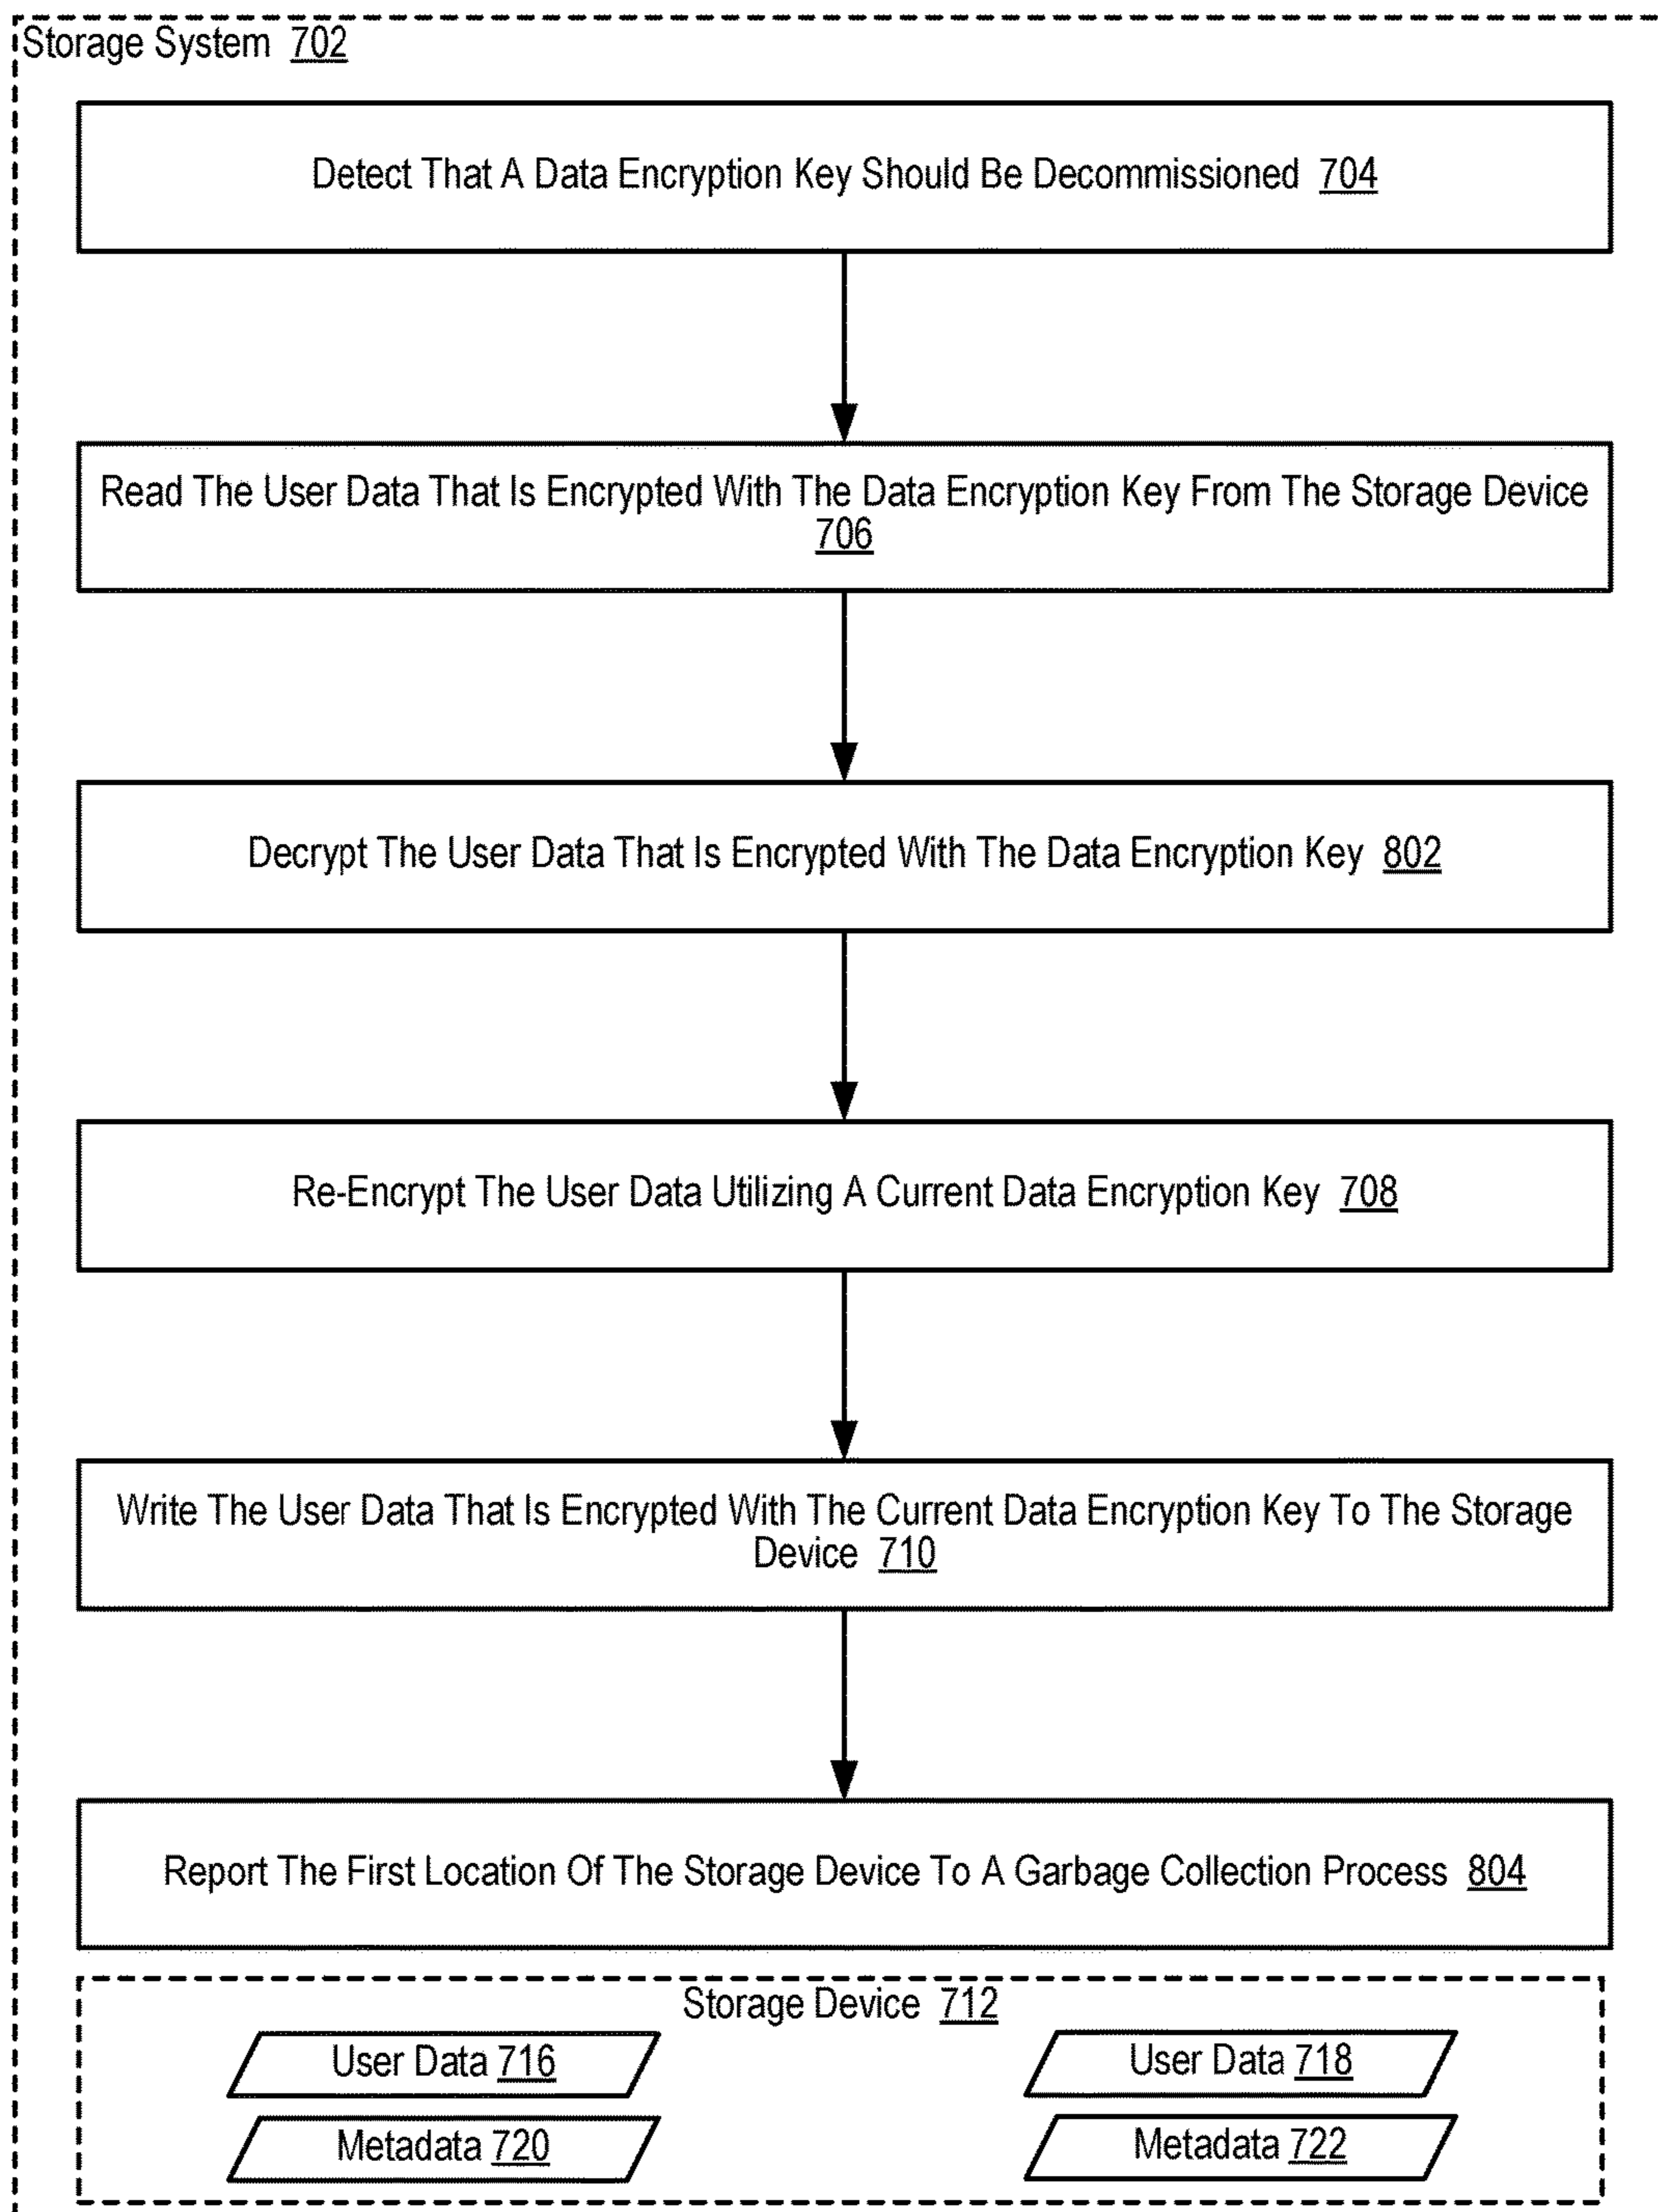 Storage System 702
Detect That A Data Encryption Key Should Be Decommissioned 704
Read The User Data That Is Encrypted With The Data Encryption Key From The Storage Device
706
Decrypt The User Data That Is Encrypted With The Data Encryption Key 802
Re-Encrypt The User Data Utilizing A Current Data Encryption Key 708
Write The User Data That Is Encrypted With The Current Data Encryption Key To The Storage
Device 710
Report The First Location Of The Storage Device To A Garbage Collection Process 804
Storage Device 712
User Data 716
User Data 718
Metadata 720
Metadata 722